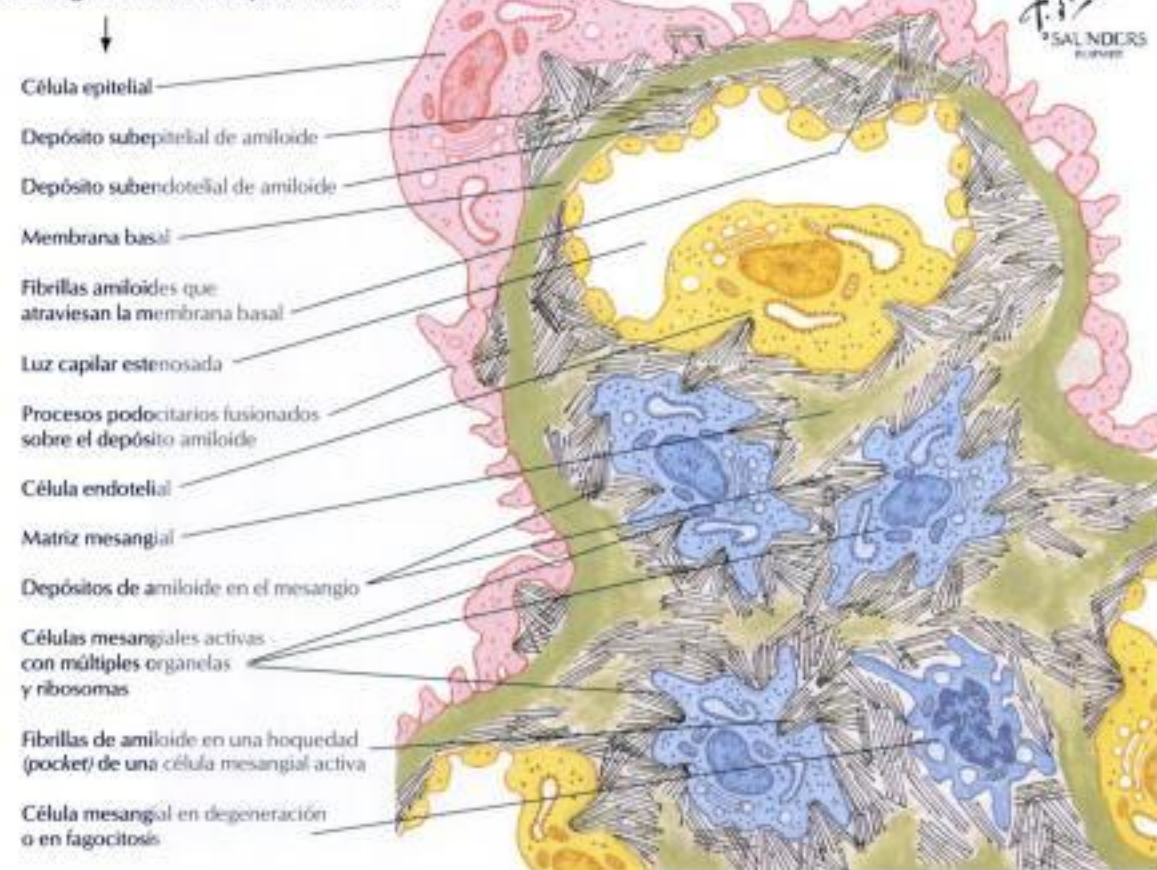 Célula epitelial
Depósito subepitelial de amiloide
Depósito subendotelial de amiloide
Membrana basal
Fibrillas amiloides que
atraviesan la membrana basal
Luz capilar estenosada
Procesos podocitarios fusionados
sobre el depósito amiloide
Célula endotelial
Matriz mesangial
Depósitos de amiloide en el mesangio
Células mesangiales activas
con múltiples organelas
y ribosomas
Fibrillas de amiloide en una hoquedad
(pocket) de una célula mesangial activa
Célula mesangial en degeneración
o en fagocitosis
SAUNDERS
ELSEVIER